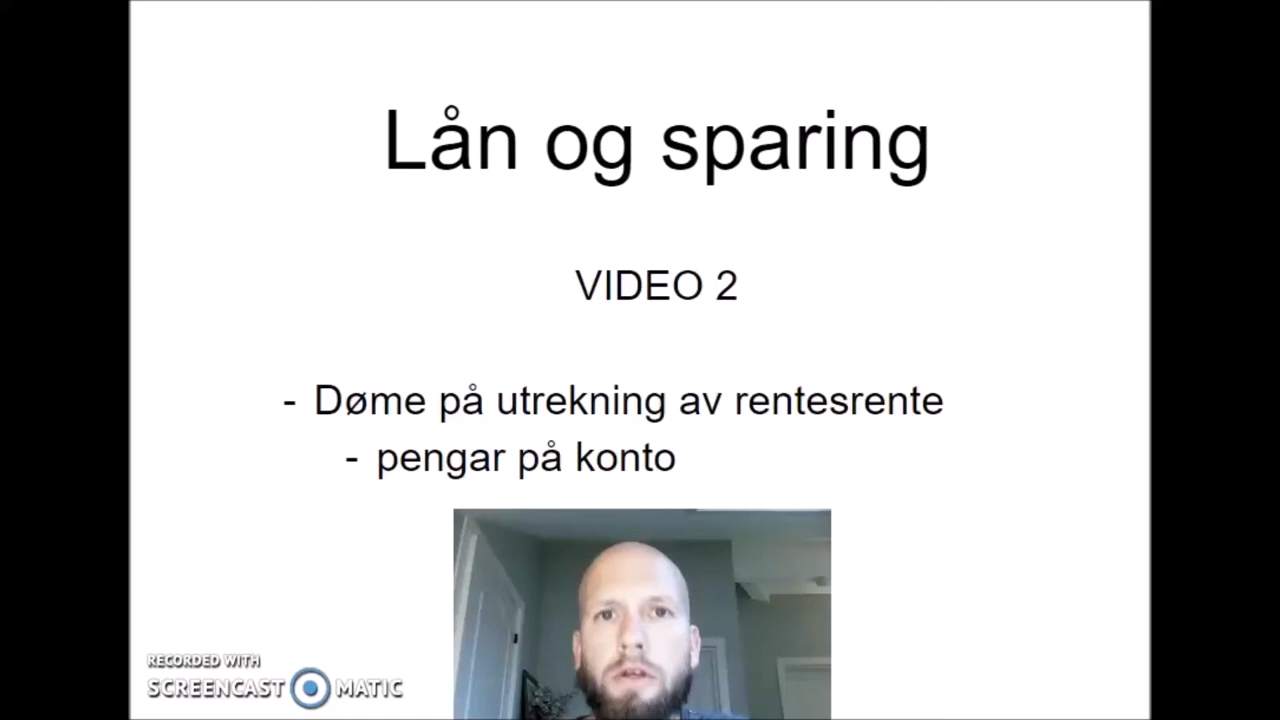 Lån og sparing
VIDEO 2
- Døme på utrekning av rentesrente
- pengar på konto
RECORDED WITH
SCREENCAST MATIC